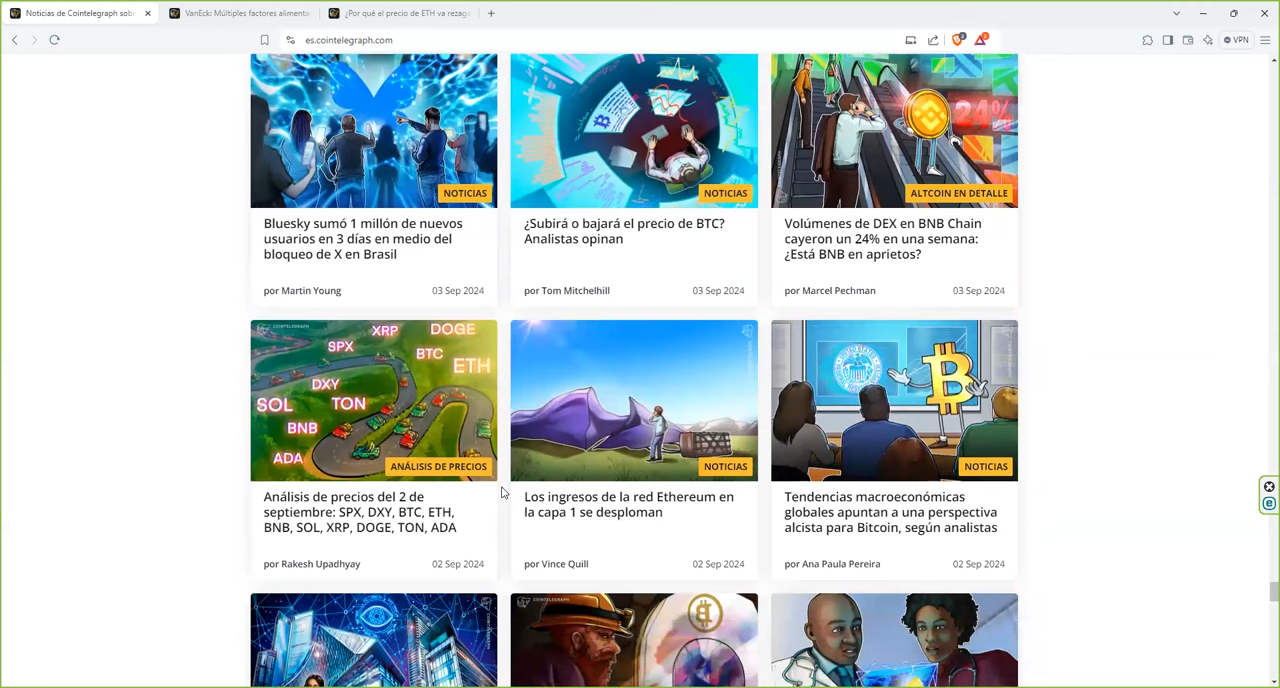 Noticias de Cointelegraph sob
VanEck: Múltiples factores alimenta
¿Por qué el precio de ETH va rezag
es.cointelegraph.com
VPN
24%
NOTICIAS
NOTICIAS
ALTCOIN EN DETALLE
Bluesky sumó 1 millón de nuevos
usuarios en 3 días en medio del
bloqueo de X en Brasil
por Martin Young
03 Sep 2024
¿Subirá o bajará el precio de BTC?
Analistas opinan
por Tom Mitchelhill
03 Sep 2024
Volúmenes de DEX en BNB Chain
cayeron un 24% en una semana:
¿Está BNB en aprietos?
por Marcel Pechman
03 Sep 2024
COINTELEGRAPH
XRP
DOGE
SPX
BTC
ETH
DXY
SOL
TON
BNB
ADA
ANÁLISIS DE PRECIOS
NOTICIAS
NOTICIAS
Análisis de precios del 2 de
septiembre: SPX, DXY, BTC, ETH,
BNB, SOL, XRP, DOGE, TON, ADA
por Rakesh Upadhyay
02 Sep 2024
Los ingresos de la red Ethereum en
la capa 1 se desploman
por Vince Quill
02 Sep 2024
Tendencias macroeconómicas
globales apuntan a una perspectiva
alcista para Bitcoin, según analistas
por Ana Paula Pereira
02 Sep 2024
COINTELEGRAPH